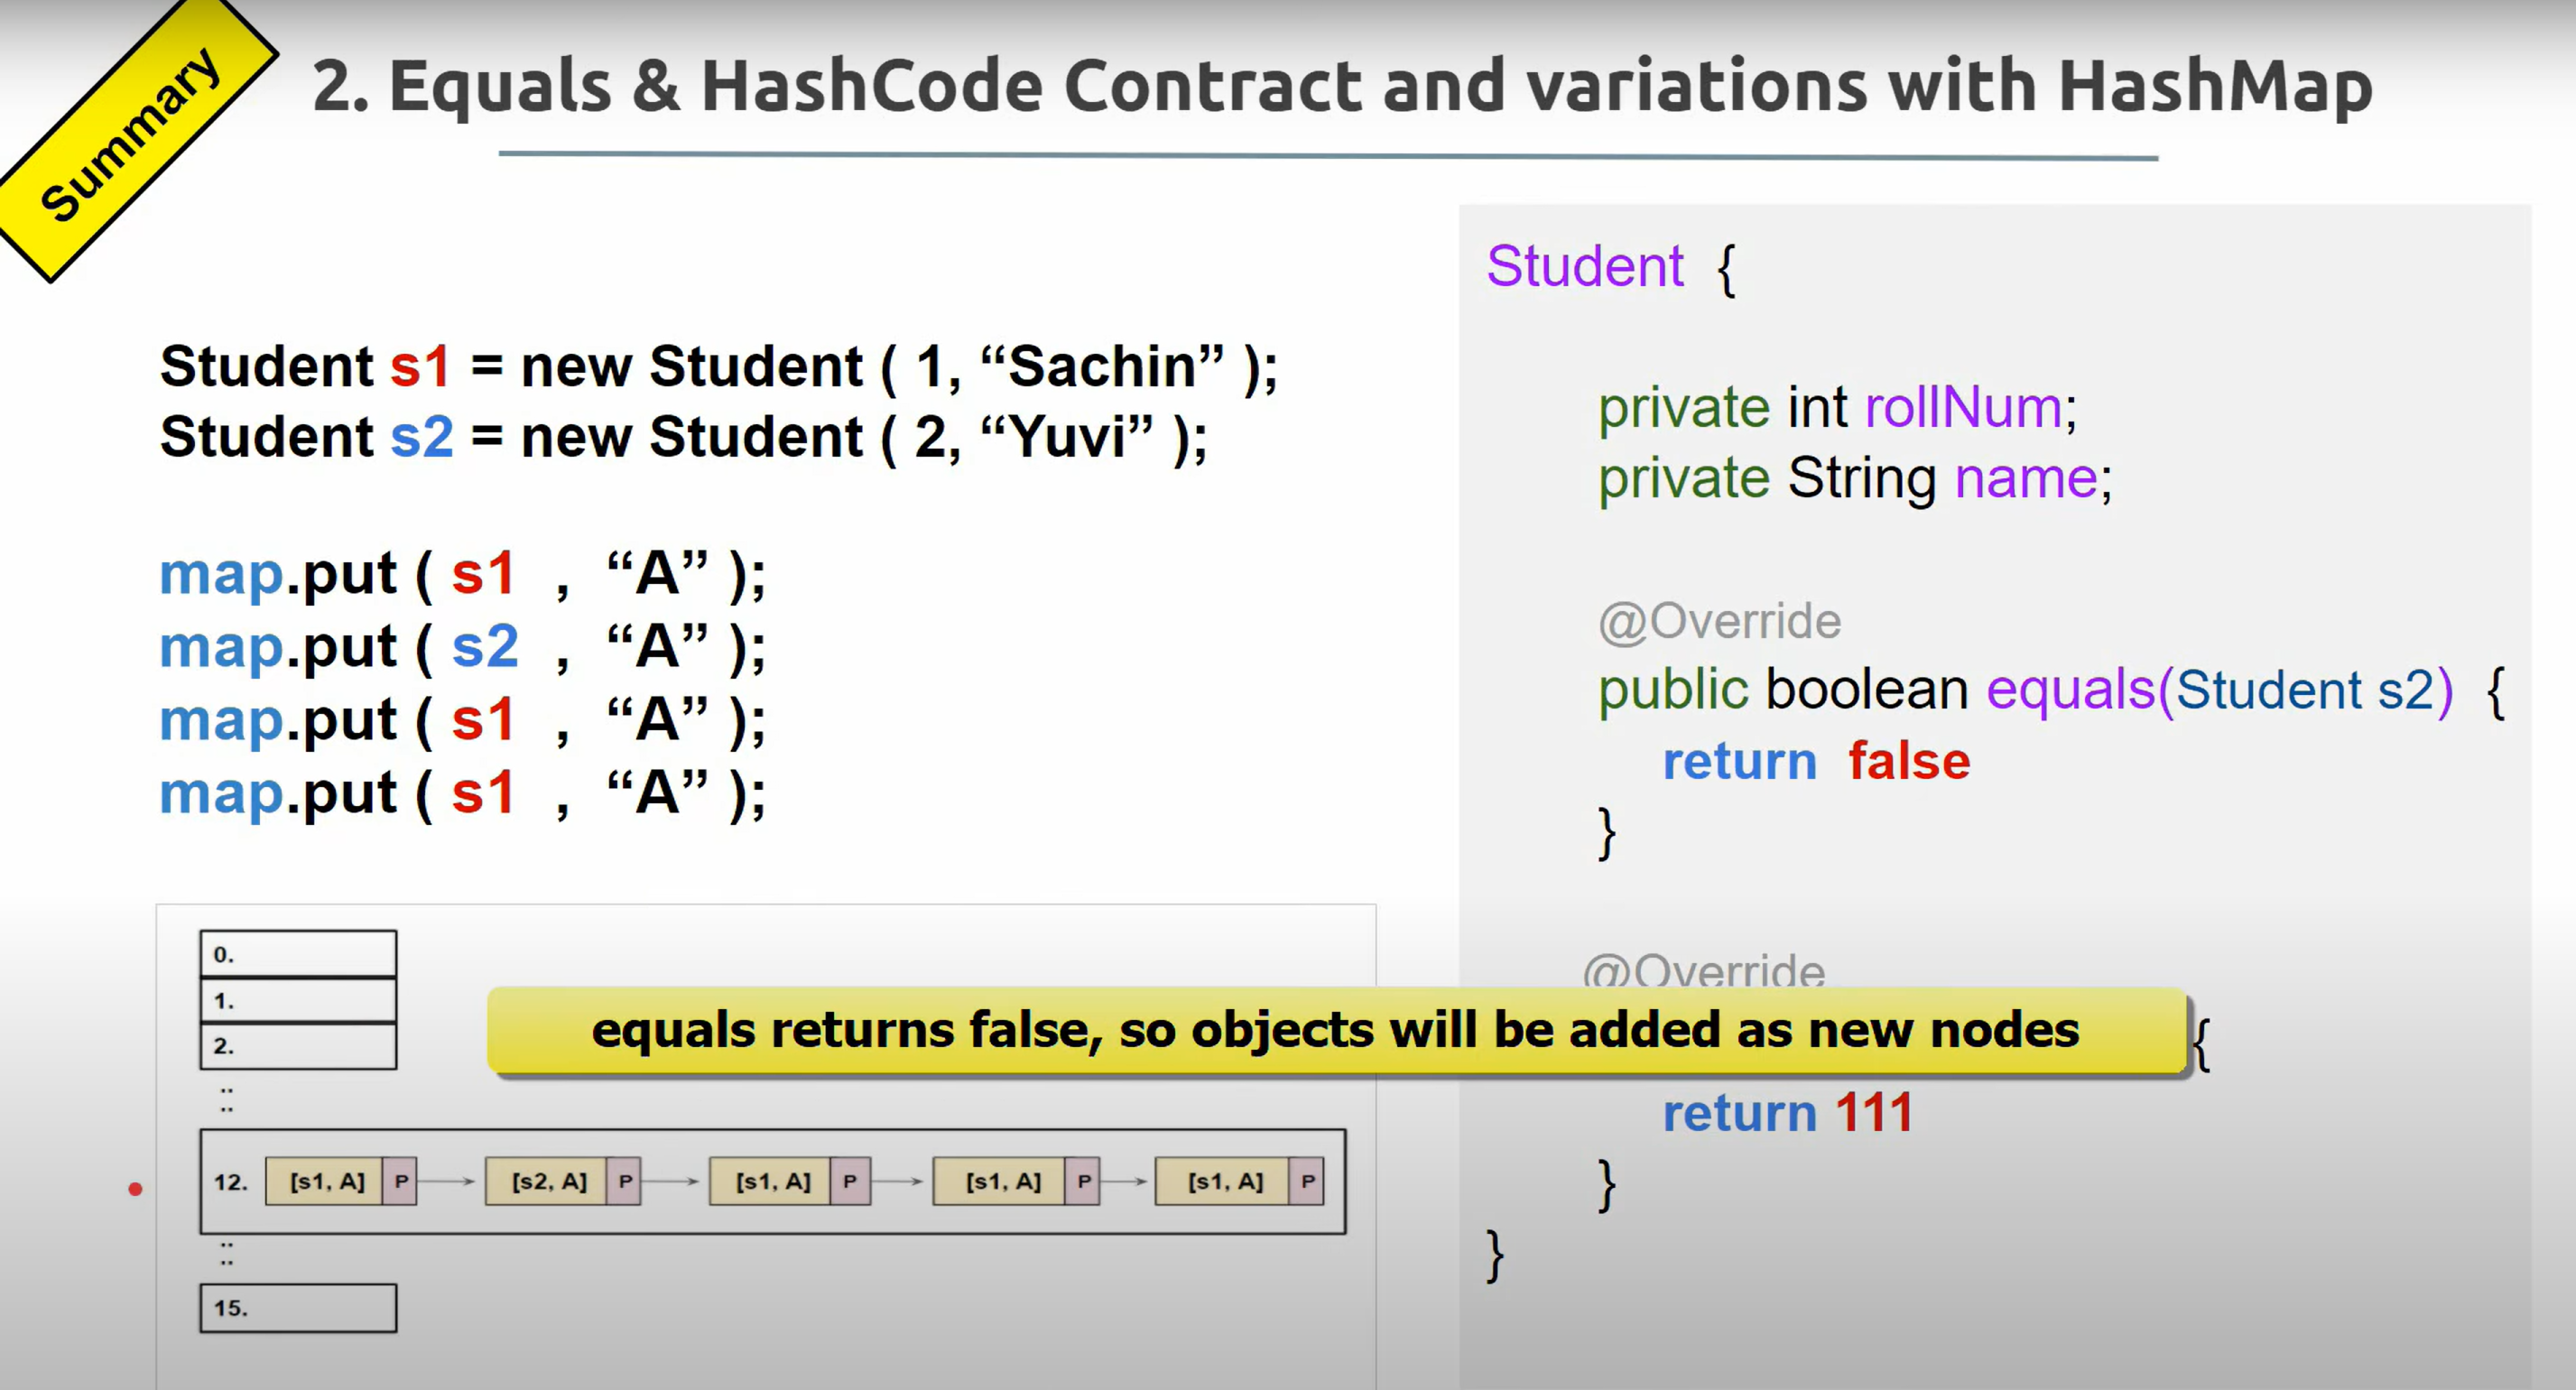 Summary
2. Equals & HashCode Contract and variations with HashMap
Student s1 = new Student ( 1, “Sachin” );
Student s2 = new Student ( 2, “Yuvi” );
map.put ( s1 , “A” );
map.put ( s2 , “A” );
map.put ( s1 , “A” );
map.put ( s1 , “A” );
Student {
private int rollNum;
private String name;
@Override
public boolean equals(Student s2) {
return false
}
@Override
{
return 111
}
}
equals returns false, so objects will be added as new nodes
0.
1.
2.
..
..
12. [s1, A] P [s2, A] P [s1, A] P [s1, A] P [s1, A] P
..
..
15.